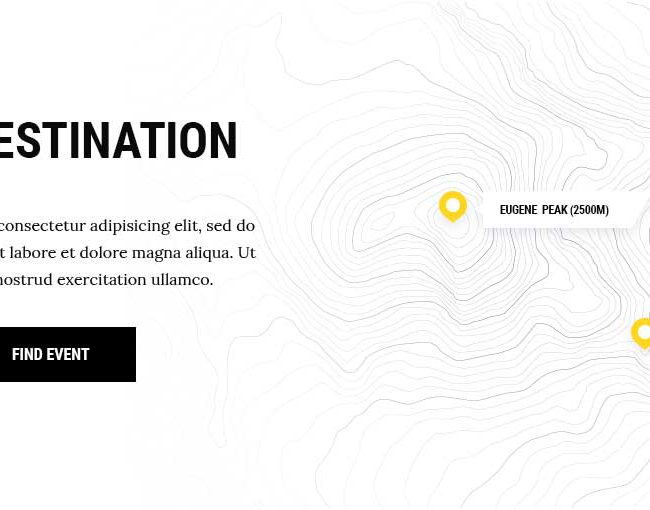 ESTINATION
consectetur adipisicing elit, sed do
t labore et dolore magna aliqua. Ut
nostrud exercitation ullamco.
FIND EVENT
EUGENE PEAK (2500M)